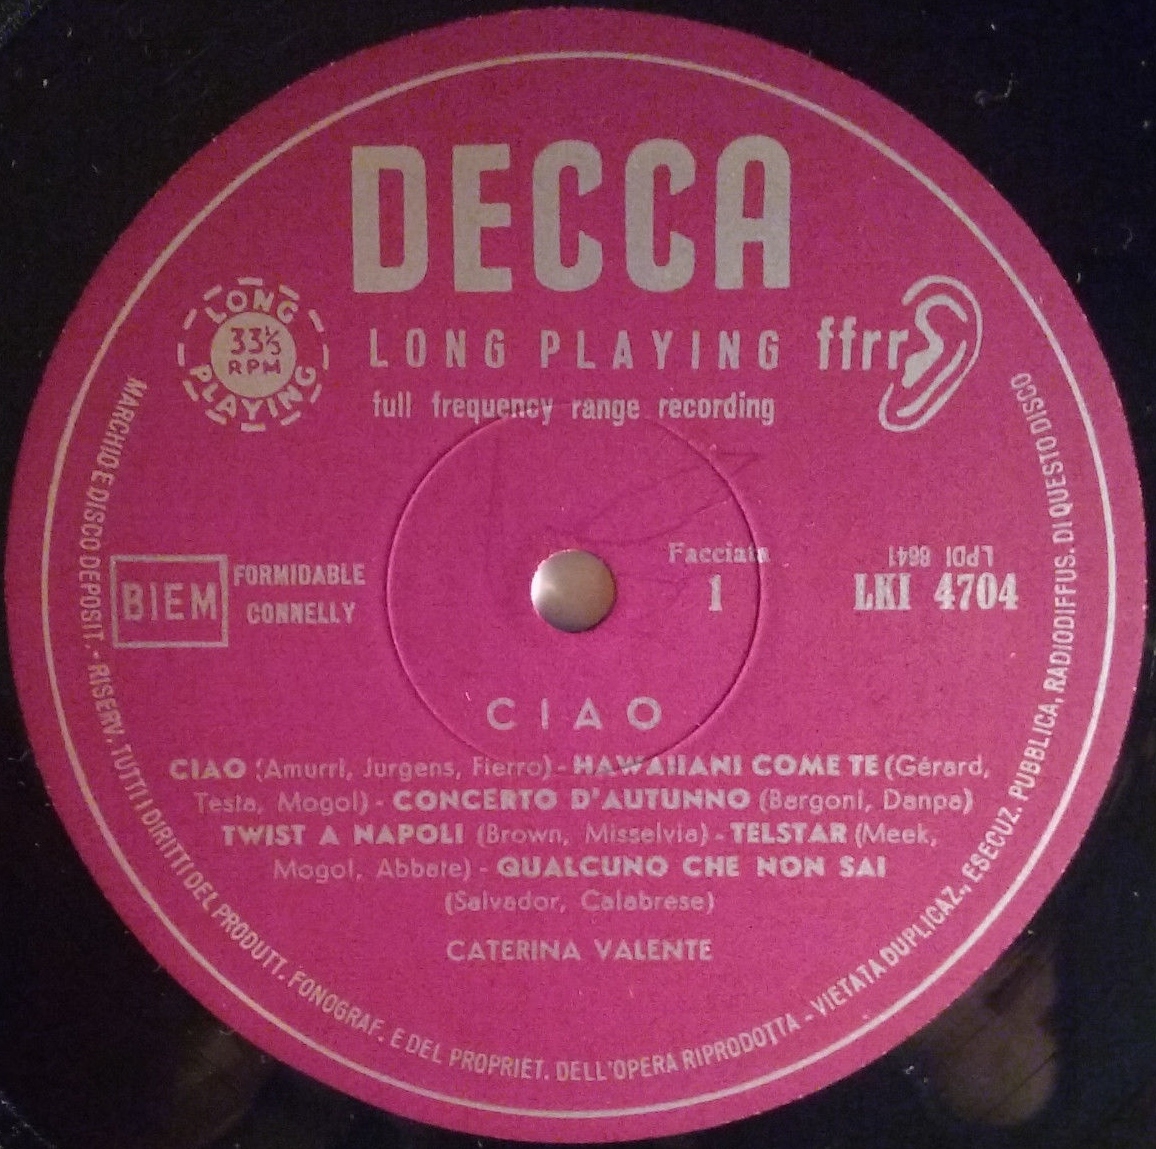 DECCA
LONG
33⅓
RPM
PLAYING
LONG PLAYING ffrr
full frequency range recording
BIEM
FORMIDABLE
CONNELLY
Facciata
1
LPDI 6641
LKI 4704
CIAO
CIAO (Amurri, Jurgens, Fierro) - HAWAIIANI COME TE (Gérard,
Testa, Mogol) - CONCERTO D'AUTUNNO (Bargoni, Danpa)
TWIST A NAPOLI (Brown, Misselvia) - TELSTAR (Meek,
Mogol, Abbate) - QUALCUNO CHE NON SAI
(Salvador, Calabrese)
CATERINA VALENTE
MARCHIO E DISCO DEPOSIT. - RISERV. TUTTI I DIRITTI DEL PRODUTT. FONOGRAF. E DEL PROPRIET. DELL'OPERA RIPRODOTTA - VIETATA DUPLICAZ., ESECUZ. PUBBLICA, RADIODIFFUS. DI QUESTO DISCO